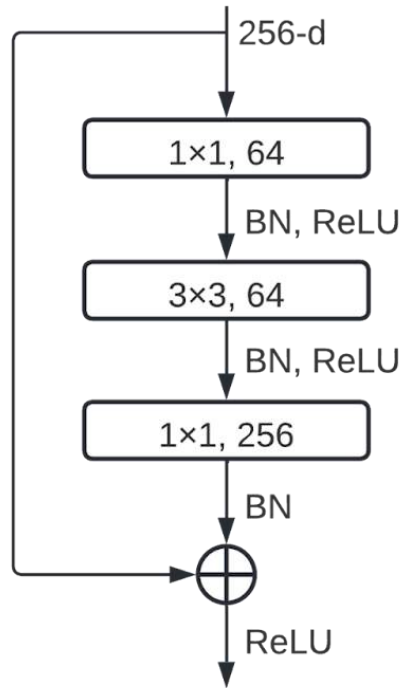 256-d
1×1, 64
BN, ReLU
3×3, 64
BN, ReLU
1×1, 256
BN
ReLU